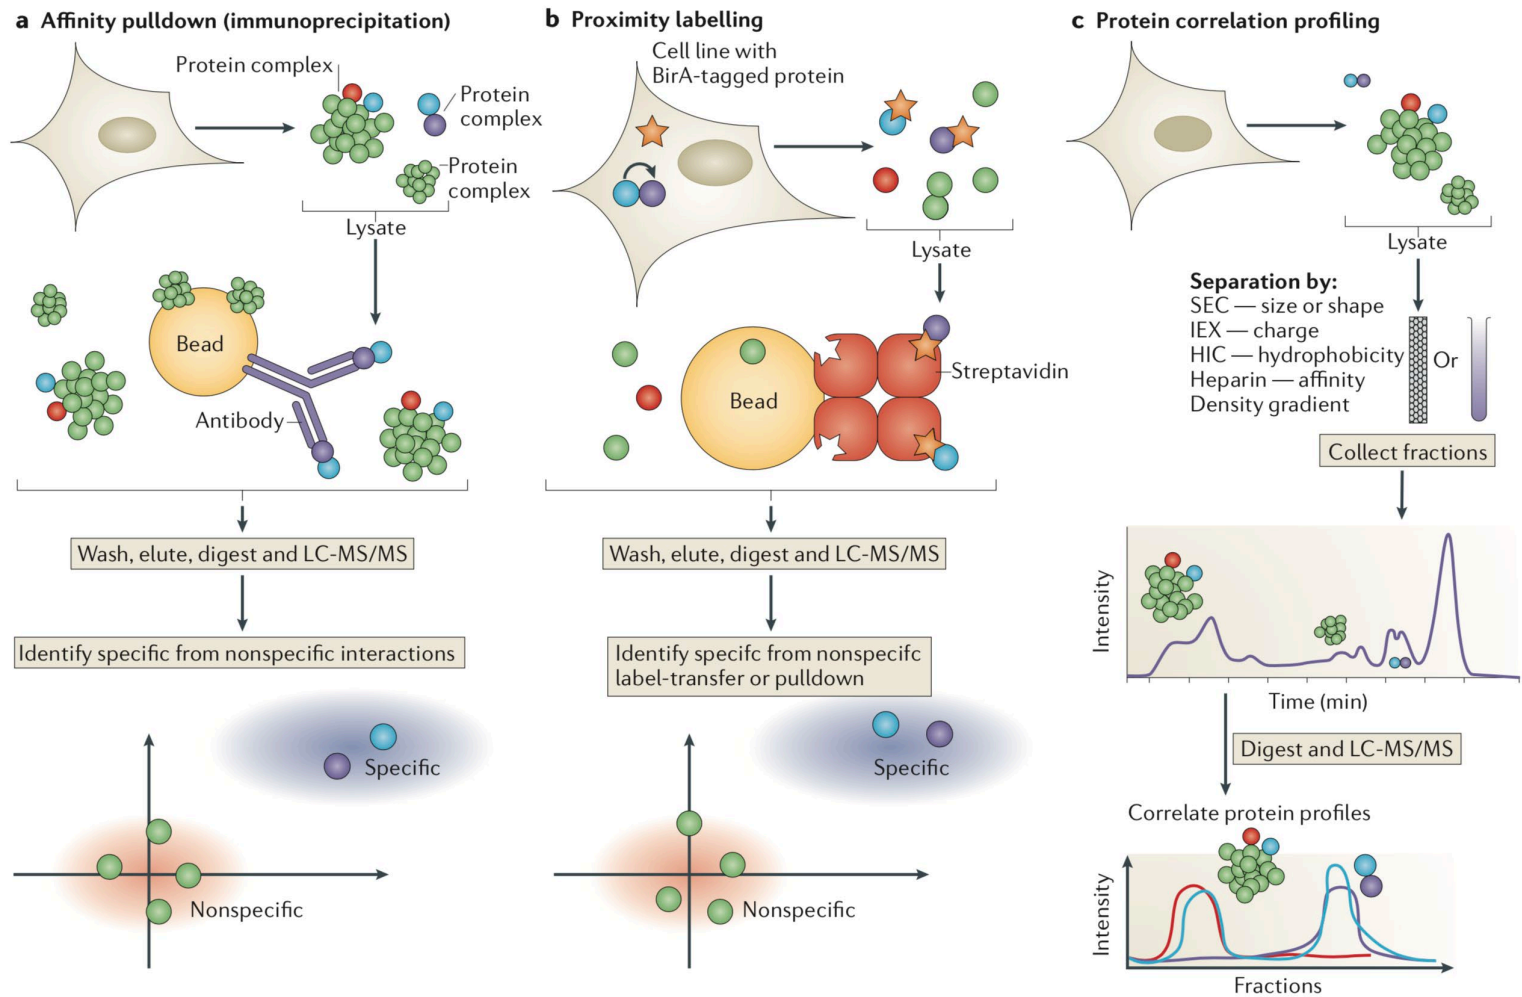 a Affinity pulldown (immunoprecipitation)
Protein complex
Protein
complex
Protein
complex
Lysate
Bead
Antibody
Wash, elute, digest and LC-MS/MS
Identify specific from nonspecific interactions
Specific
Nonspecific
b Proximity labelling
Cell line with
BirA-tagged protein
Lysate
Bead
Streptavidin
Wash, elute, digest and LC-MS/MS
Identify specifc from nonspecifc
label-transfer or pulldown
Specific
Nonspecific
c Protein correlation profiling
Lysate
Separation by:
SEC — size or shape
IEX — charge
HIC — hydrophobicity
Heparin — affinity
Density gradient
Or
Collect fractions
Intensity
Time (min)
Digest and LC-MS/MS
Correlate protein profiles
Intensity
Fractions